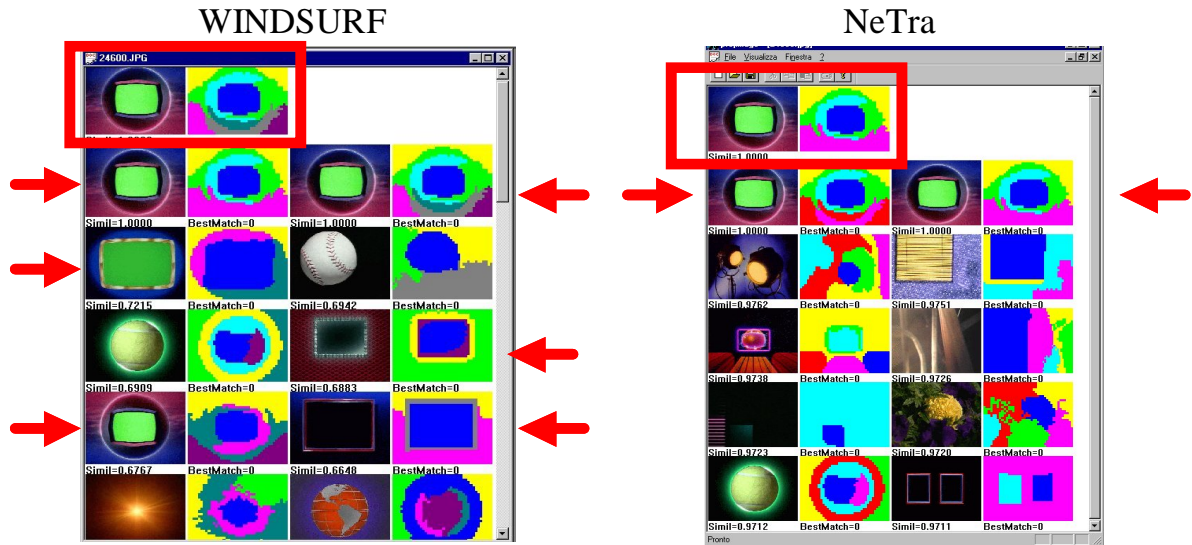 WINDSURF
NeTra
24600.JPG
Simil=1.0000 BestMatch=0 Simil=1.0000 BestMatch=0
Simil=0.7215 BestMatch=0 Simil=0.6942 BestMatch=0
Simil=0.6909 BestMatch=0 Simil=0.6883 BestMatch=0
Simil=0.6767 BestMatch=0 Simil=0.6648 BestMatch=0
File Visualizza Finestra ?
Simil=1.0000
Simil=1.0000 BestMatch=0 Simil=1.0000 BestMatch=0
Simil=0.9762 BestMatch=0 Simil=0.9751 BestMatch=0
Simil=0.9738 BestMatch=0 Simil=0.9726 BestMatch=0
Simil=0.9723 BestMatch=0 Simil=0.9720 BestMatch=0
Simil=0.9712 BestMatch=0 Simil=0.9711 BestMatch=0
Pronto